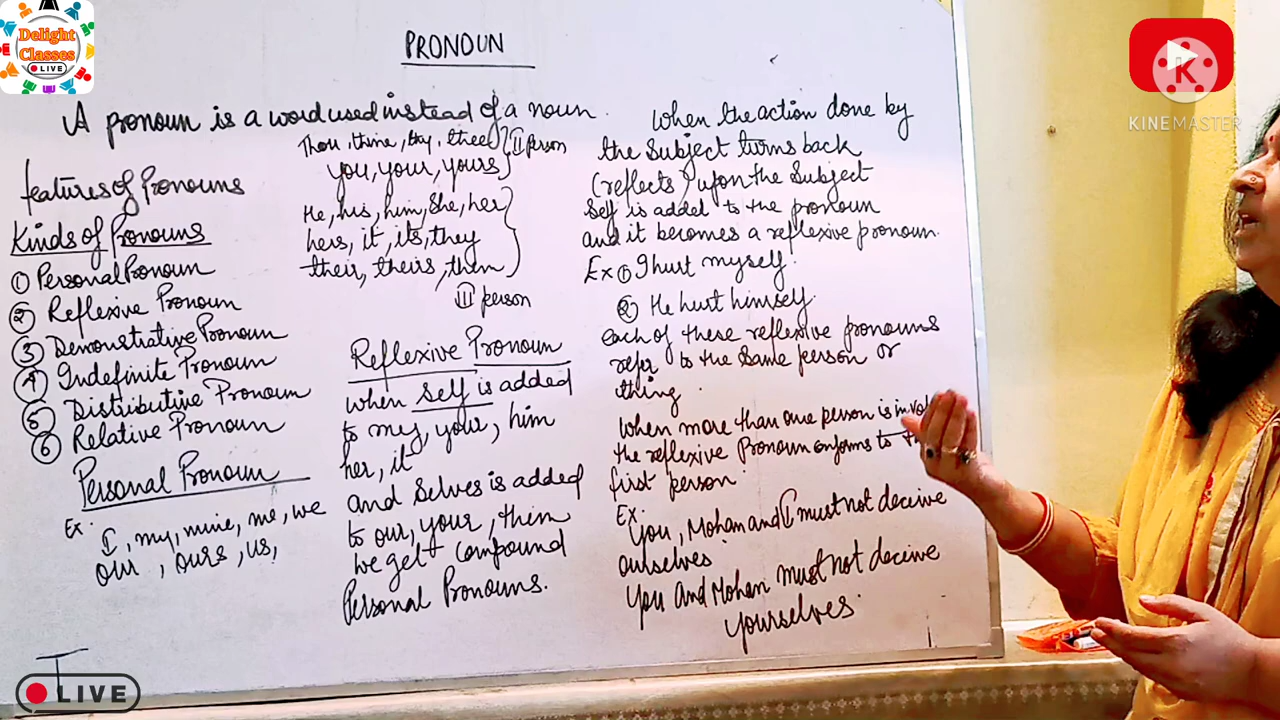 Delight
Classes
LIVE
PRONOUN
A pronoun is a word used instead of a noun.
features of Pronouns
Kinds of Pronouns
① Personal Pronoun
② Reflexive Pronoun
③ Demonstrative Pronoun
④ Indefinite Pronoun
⑤ Distributive Pronoun
⑥ Relative Pronoun
Personal Pronoun
Ex. I, my, mine, me, we
our, ours, us,
Thou, thine, thy, thee
you, your, yours } II person
He, his, him, She, her
hers, it, its, they
their, theirs, them }
III person
Reflexive Pronoun
when Self is added
to my, your, him
her, it
and Selves is added
to our, your, them
we get compound
Personal Pronouns.
When the action done by
the Subject turns back
(reflects) upon the Subject
Self is added to the pronoun
and it becomes a reflexive pronoun.
Ex ① I hurt myself.
② He hurt himself.
each of these reflexive pronouns
refer to the same person or
thing.
When more than one person is
the reflexive Pronoun conforms to
first person
Ex.
You, Mohan and I must not decive
ourselves
You And Mohan must not decive
yourselves.
I
LIVE
K
KINEMASTER